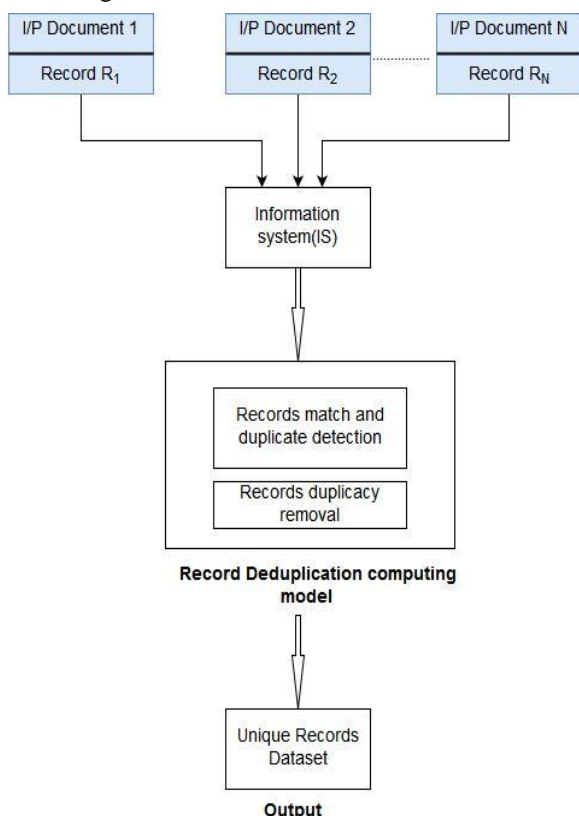 I/P Document 1
Record R₁
I/P Document 2
Record R₂
I/P Document N
Record Rₙ
Information
system(IS)
Records match and
duplicate detection
Records duplicacy
removal
Record Deduplication computing
model
Unique Records
Dataset
Output